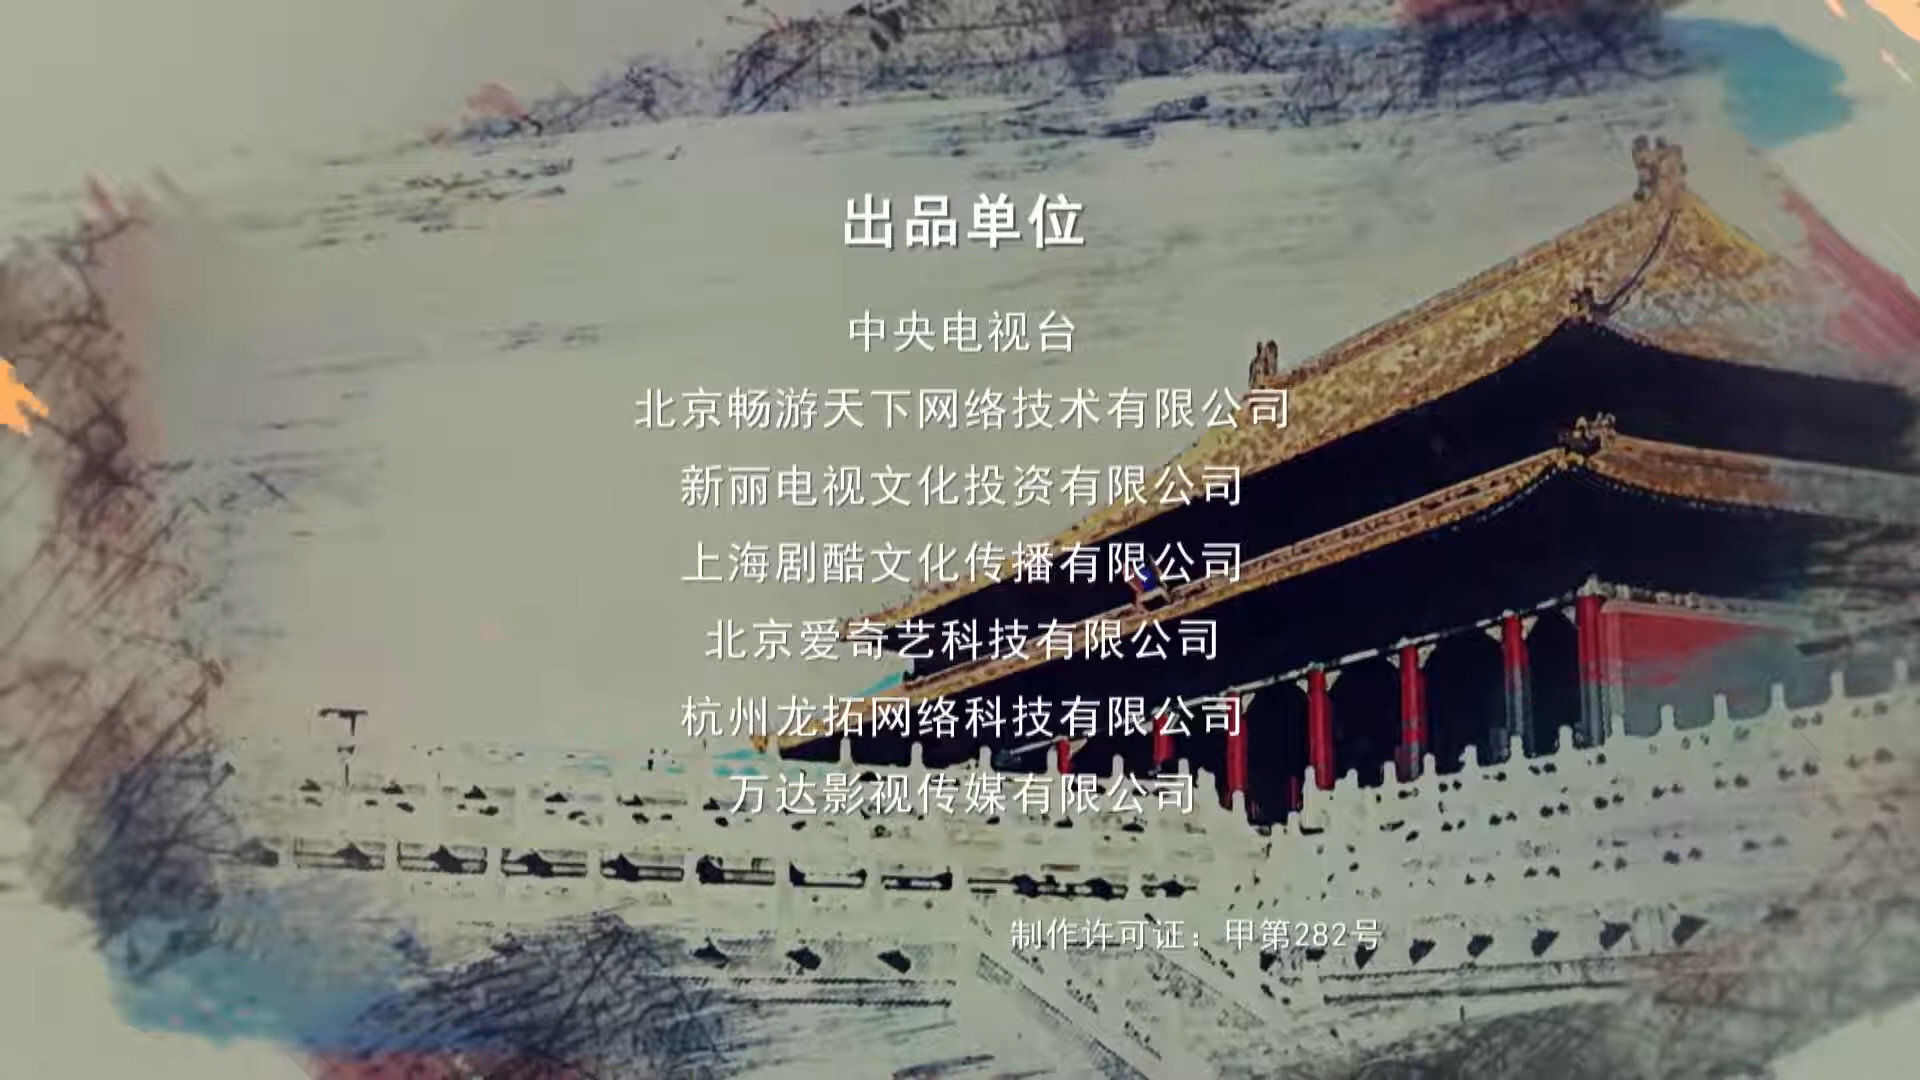 出品单位
中央电视台
北京畅游天下网络技术有限公司
新丽电视文化投资有限公司
上海剧酷文化传播有限公司
北京爱奇艺科技有限公司
杭州龙拓网络科技有限公司
万达影视传媒有限公司
制作许可证：甲第282号